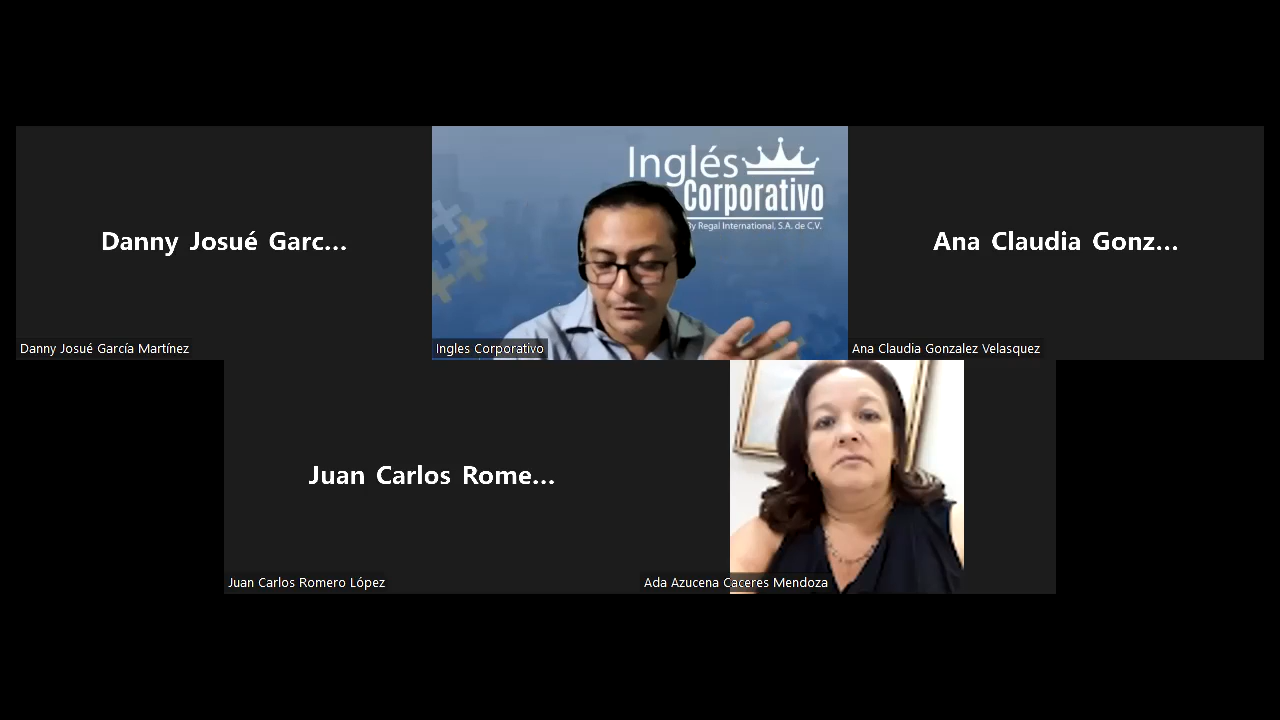 Danny Josué Garc...
Danny Josué García Martínez
Inglés
Corporativo
By Regal International, S.A. de C.V.
Ingles Corporativo
Ana Claudia Gonz...
Ana Claudia Gonzalez Velasquez
Juan Carlos Rome...
Juan Carlos Romero López
Ada Azucena Caceres Mendoza